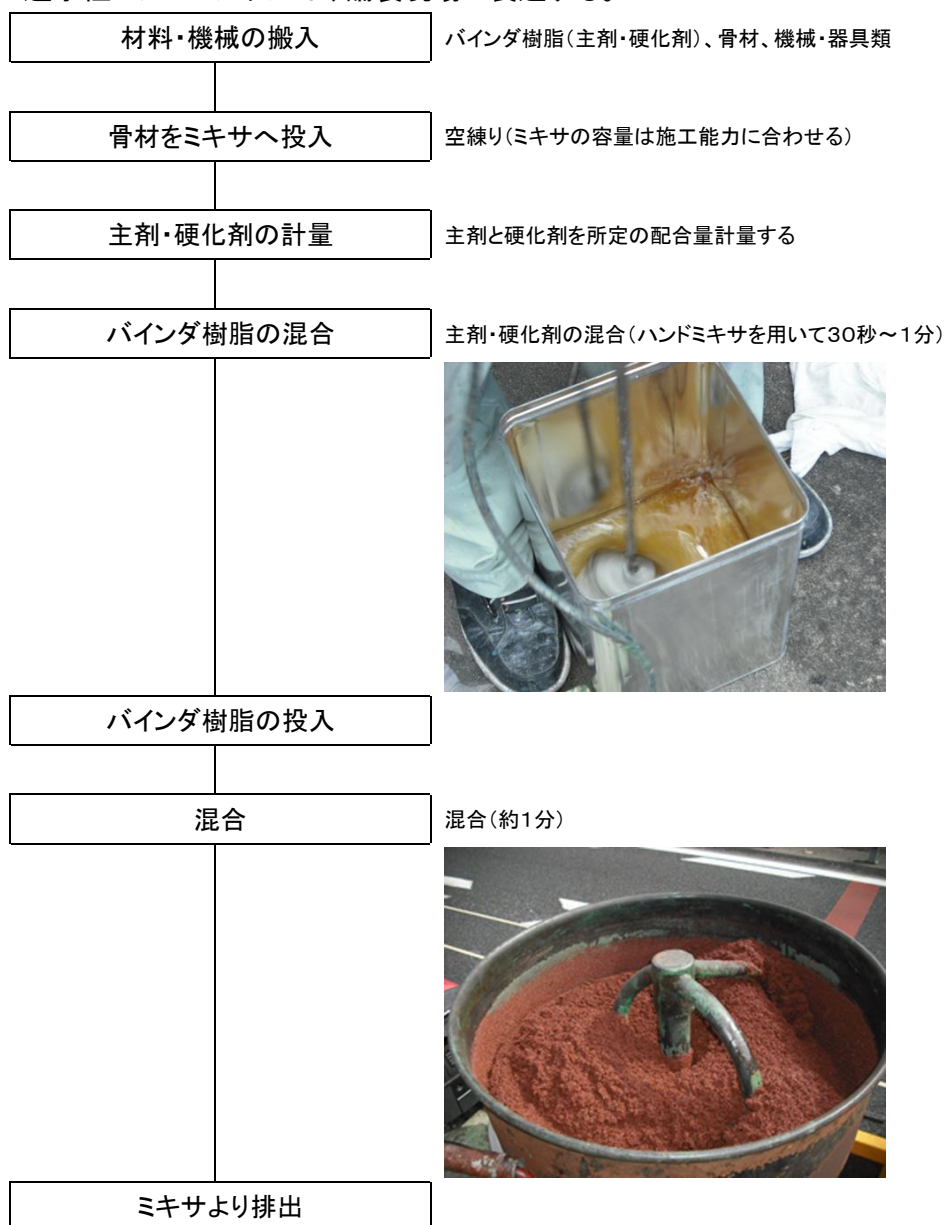 材料・機械の搬入
バインダ樹脂(主剤・硬化剤)、骨材、機械・器具類
骨材をミキサへ投入
空練り(ミキサの容量は施工能力に合わせる)
主剤・硬化剤の計量
主剤と硬化剤を所定の配合量計量する
バインダ樹脂の混合
主剤・硬化剤の混合(ハンドミキサを用いて30秒～1分)
バインダ樹脂の投入
混合
混合(約1分)
ミキサより排出